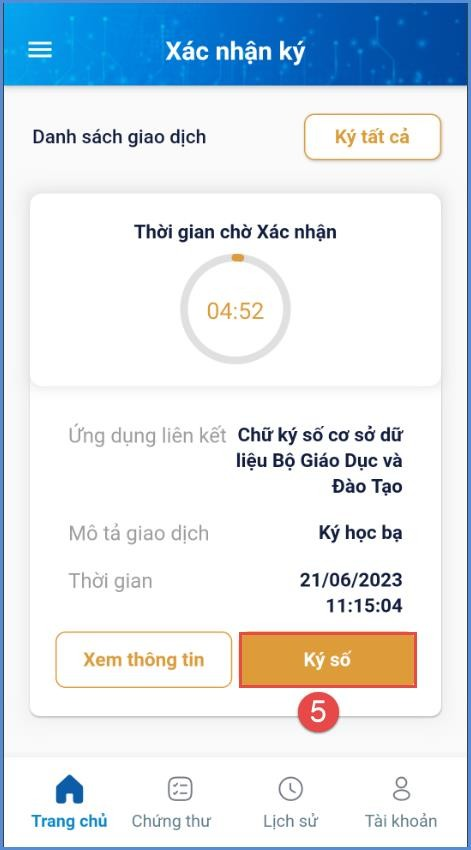 Xác nhận ký
Danh sách giao dịch
Ký tất cả
Thời gian chờ Xác nhận
04:52
Ứng dụng liên kết
Chữ ký số cơ sở dữ
liệu Bộ Giáo Dục và
Đào Tạo
Mô tả giao dịch
Ký học bạ
Thời gian
21/06/2023
11:15:04
Xem thông tin
Ký số
5
Trang chủ
Chứng thư
Lịch sử
Tài khoản